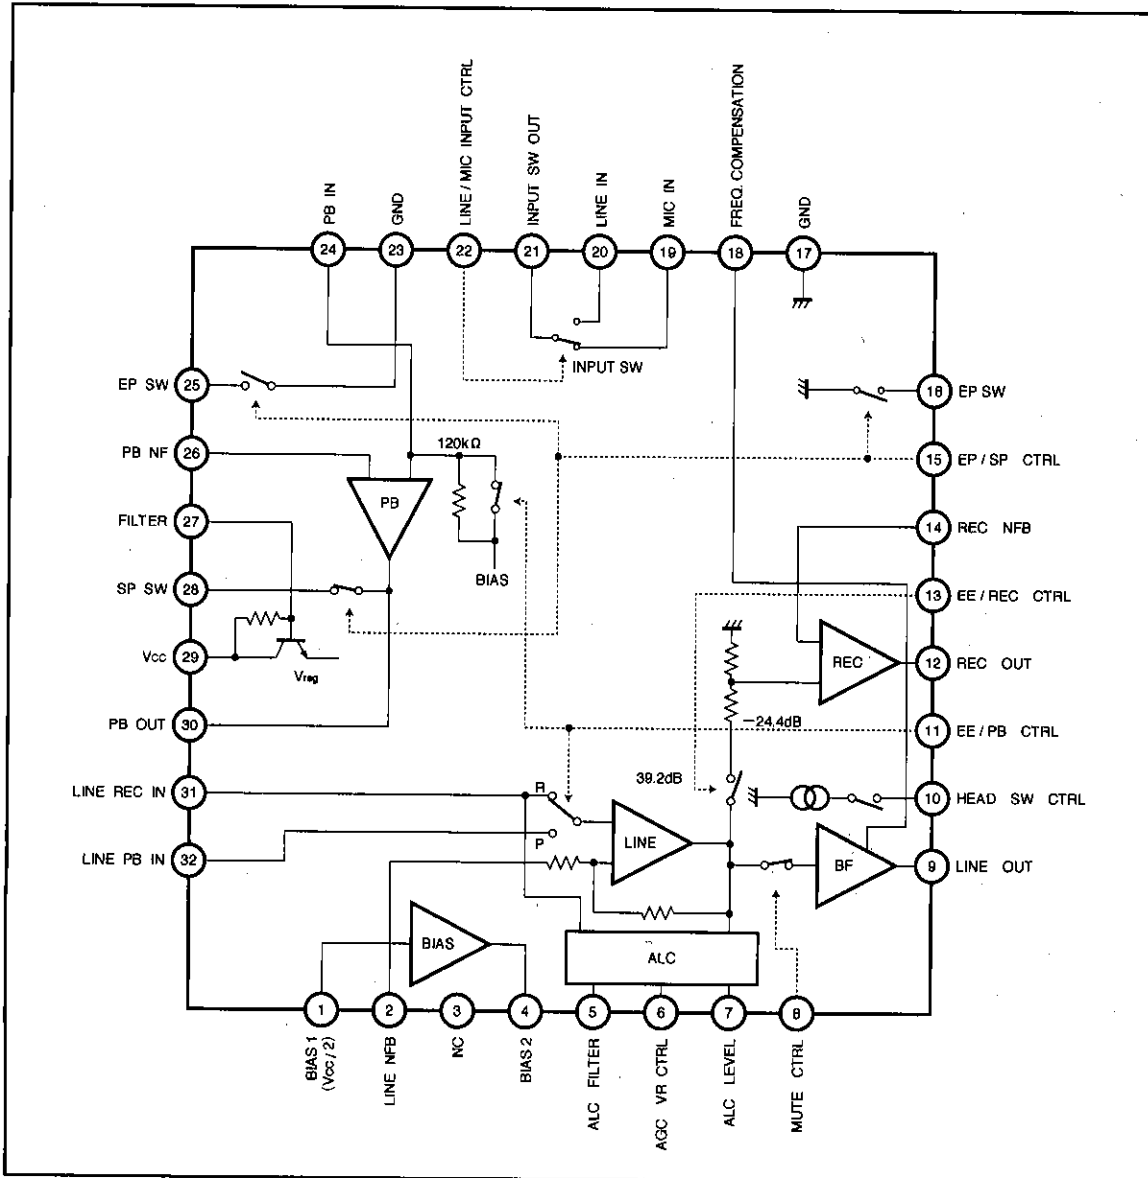 PB IN
GND
LINE / MIC INPUT CTRL
INPUT SW OUT
LINE IN
MIC IN
FREQ. COMPENSATION
GND
24
23
22
21
20
19
18
17
INPUT SW
EP SW
25
16
EP SW
PB NF
26
120kΩ
15
EP / SP CTRL
PB
FILTER
27
14
REC NFB
BIAS
SP SW
28
13
EE / REC CTRL
Vcc
29
Vreg
REC
12
REC OUT
PB OUT
30
−24.4dB
11
EE / PB CTRL
LINE REC IN
31
R
39.2dB
10
HEAD SW CTRL
LINE PB IN
32
P
LINE
BF
9
LINE OUT
BIAS
ALC
1
2
3
4
5
6
7
8
BIAS 1
(Vcc / 2)
LINE NFB
NC
BIAS 2
ALC FILTER
AGC VR CTRL
ALC LEVEL
MUTE CTRL